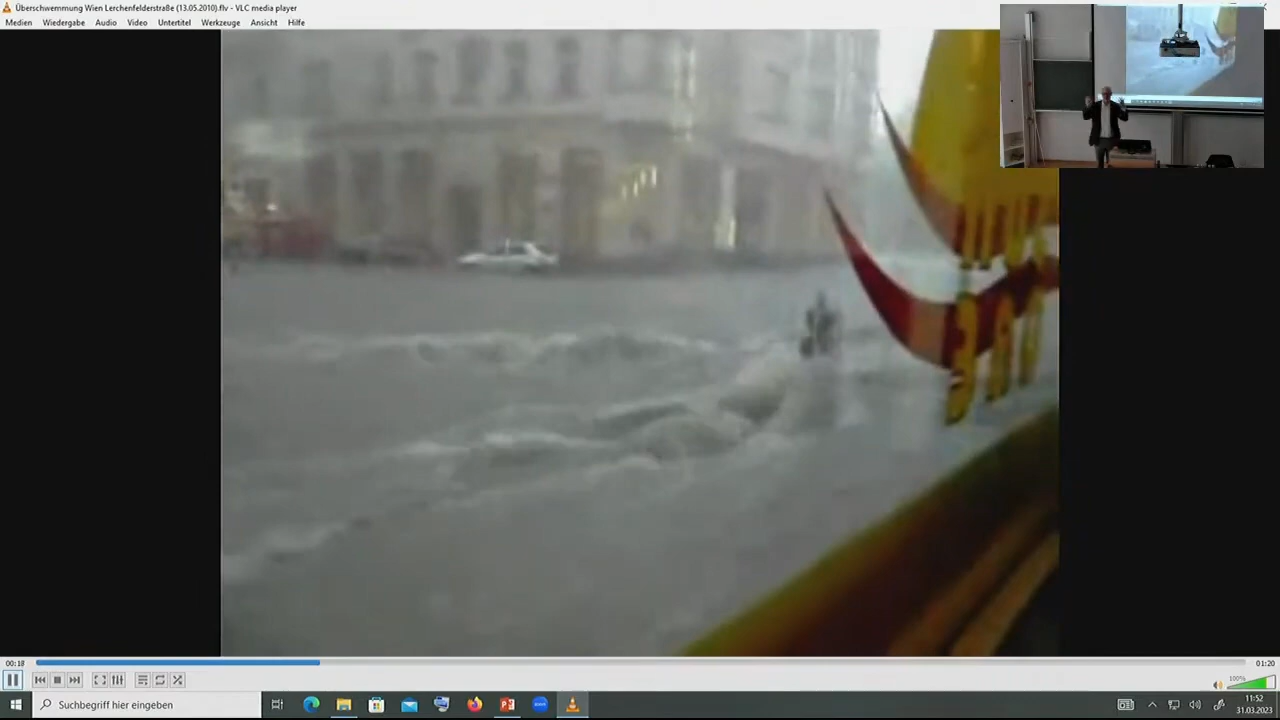 Überschwemmung Wien Lerchenfelderstraße (13.05.2010).flv - VLC media player
Medien Wiedergabe Audio Video Untertitel Werkzeuge Ansicht Hilfe
00:18
01:20
100%
Suchbegriff hier eingeben
11:52
31.03.2023